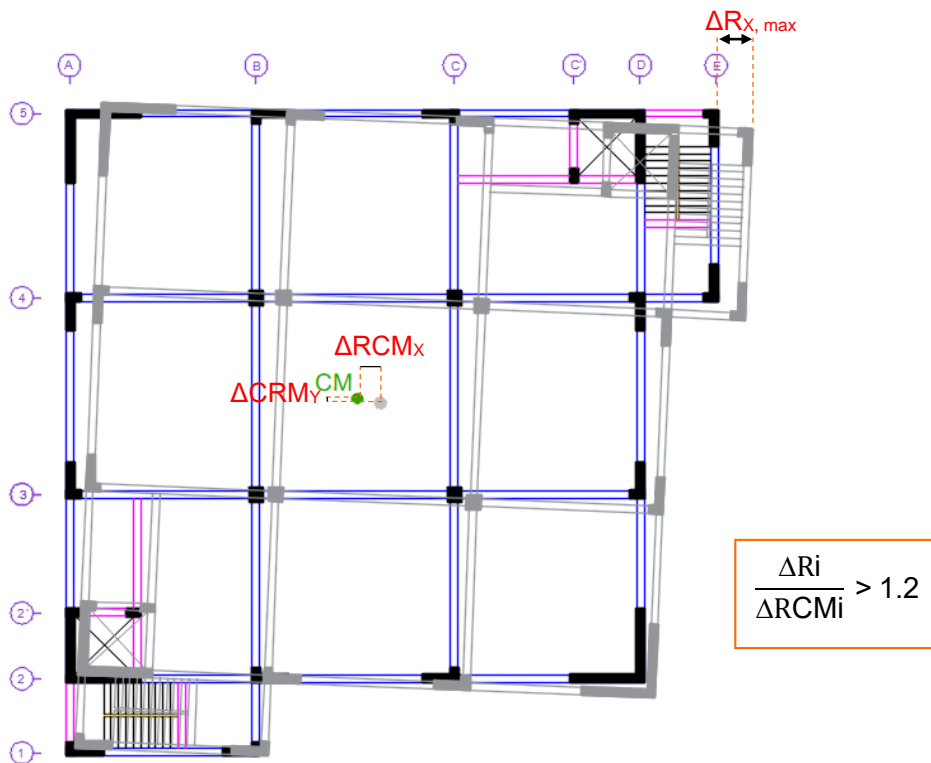 ΔRX, max
A B C C' D E
5
4
ΔRCMX
ΔCRMY CM
3
2'
2
1
ΔRi
ΔRCMi
> 1.2